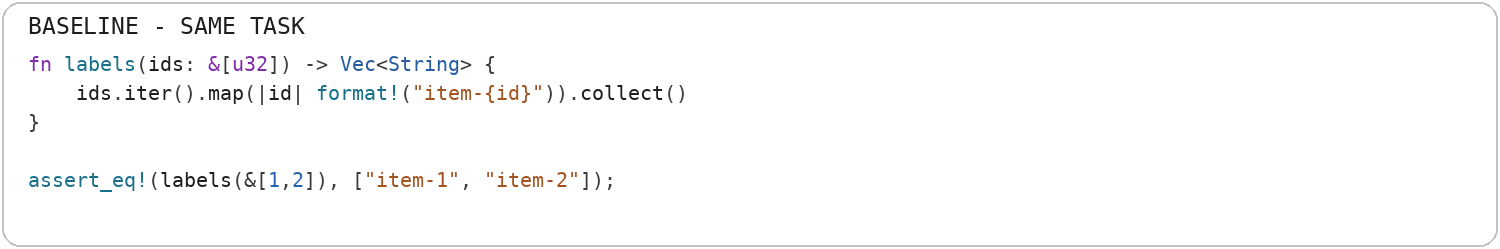 BASELINE - SAME TASK
fn labels(ids: &[u32]) -> Vec<String> {
    ids.iter().map(|id| format!("item-{id}")).collect()
}
assert_eq!(labels(&[1,2]), ["item-1", "item-2"]);